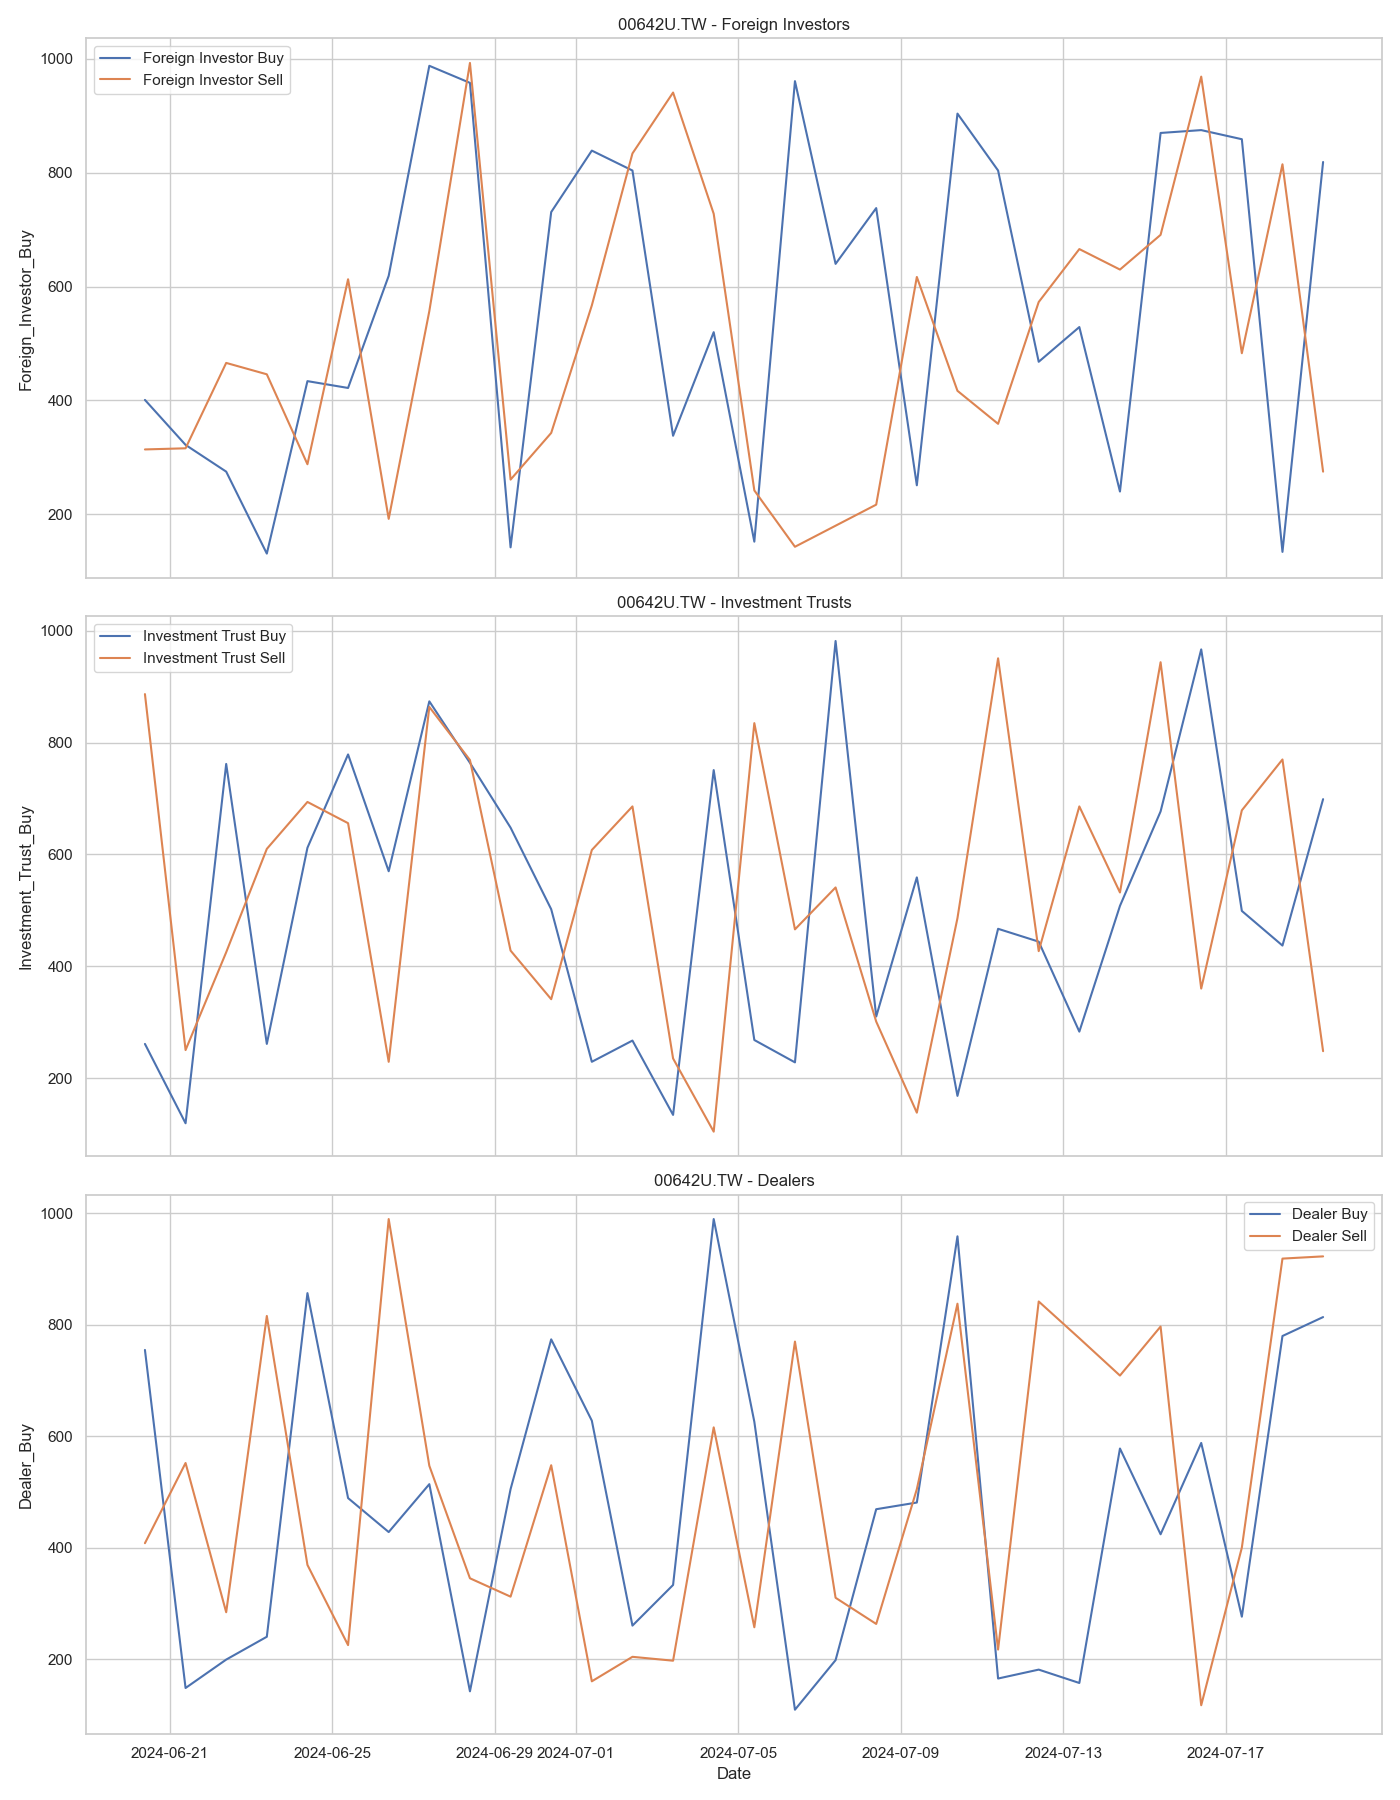 00642U.TW - Foreign Investors
Foreign Investor Buy
Foreign Investor Sell
Foreign_Investor_Buy
1000
800
600
400
200
00642U.TW - Investment Trusts
Investment Trust Buy
Investment Trust Sell
Investment_Trust_Buy
1000
800
600
400
200
00642U.TW - Dealers
Dealer Buy
Dealer Sell
Dealer_Buy
1000
800
600
400
200
2024-06-21 2024-06-25 2024-06-29 2024-07-01 2024-07-05 2024-07-09 2024-07-13 2024-07-17
Date